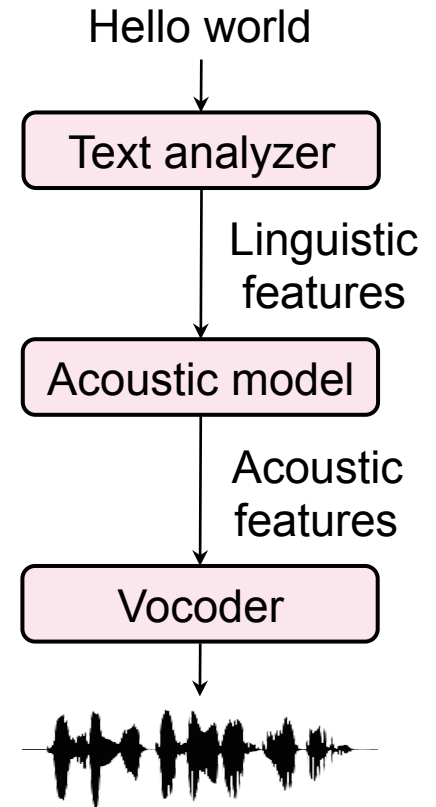 Hello world
Text analyzer
Linguistic
features
Acoustic model
Acoustic
features
Vocoder